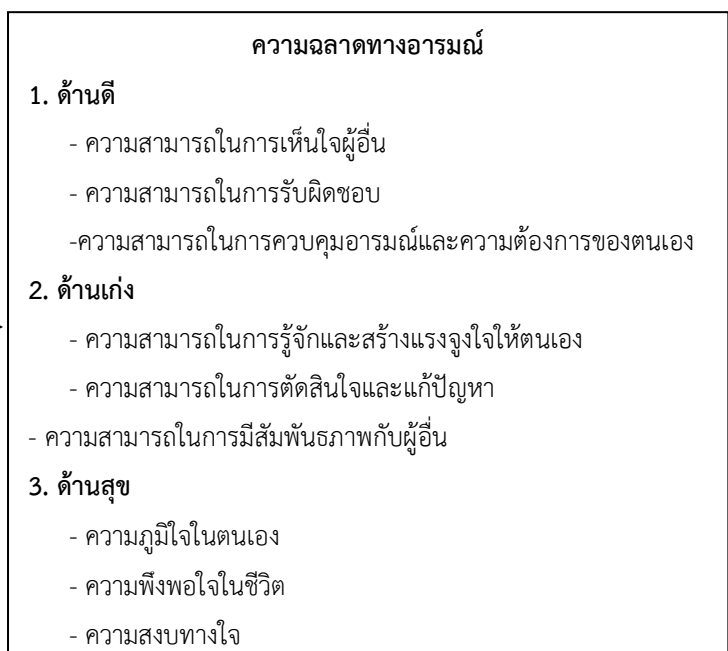 ความฉลาดทางอารมณ์
1. ด้านดี
- ความสามารถในการเห็นใจผู้อื่น
- ความสามารถในการรับผิดชอบ
-ความสามารถในการควบคุมอารมณ์และความต้องการของตนเอง
2. ด้านเก่ง
- ความสามารถในการรู้จักและสร้างแรงจูงใจให้ตนเอง
- ความสามารถในการตัดสินใจและแก้ปัญหา
- ความสามารถในการมีสัมพันธภาพกับผู้อื่น
3. ด้านสุข
- ความภูมิใจในตนเอง
- ความพึงพอใจในชีวิต
- ความสงบทางใจ